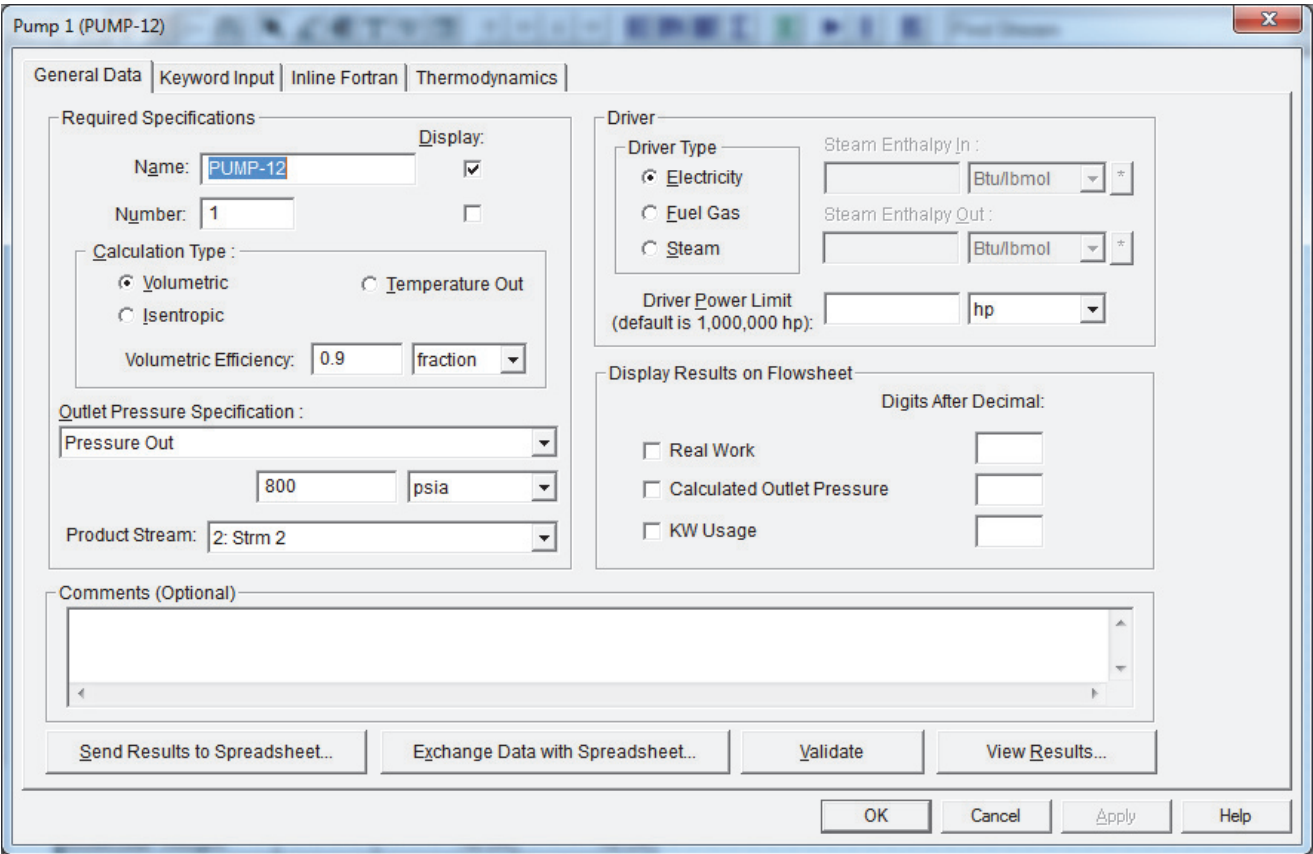 Pump 1 (PUMP-12)
General Data Keyword Input Inline Fortran Thermodynamics
Required Specifications
Display:
Name: PUMP-12
Number: 1
Calculation Type :
Volumetric Temperature Out
Isentropic
Volumetric Efficiency: 0.9 fraction
Outlet Pressure Specification :
Pressure Out
800 psia
Product Stream: 2: Strm 2
Driver
Driver Type
Electricity
Fuel Gas
Steam
Steam Enthalpy In :
Btu/lbmol *
Steam Enthalpy Out :
Btu/lbmol *
Driver Power Limit
(default is 1,000,000 hp): hp
Display Results on Flowsheet
Digits After Decimal:
Real Work
Calculated Outlet Pressure
KW Usage
Comments (Optional)
Send Results to Spreadsheet... Exchange Data with Spreadsheet... Validate View Results...
OK Cancel Apply Help